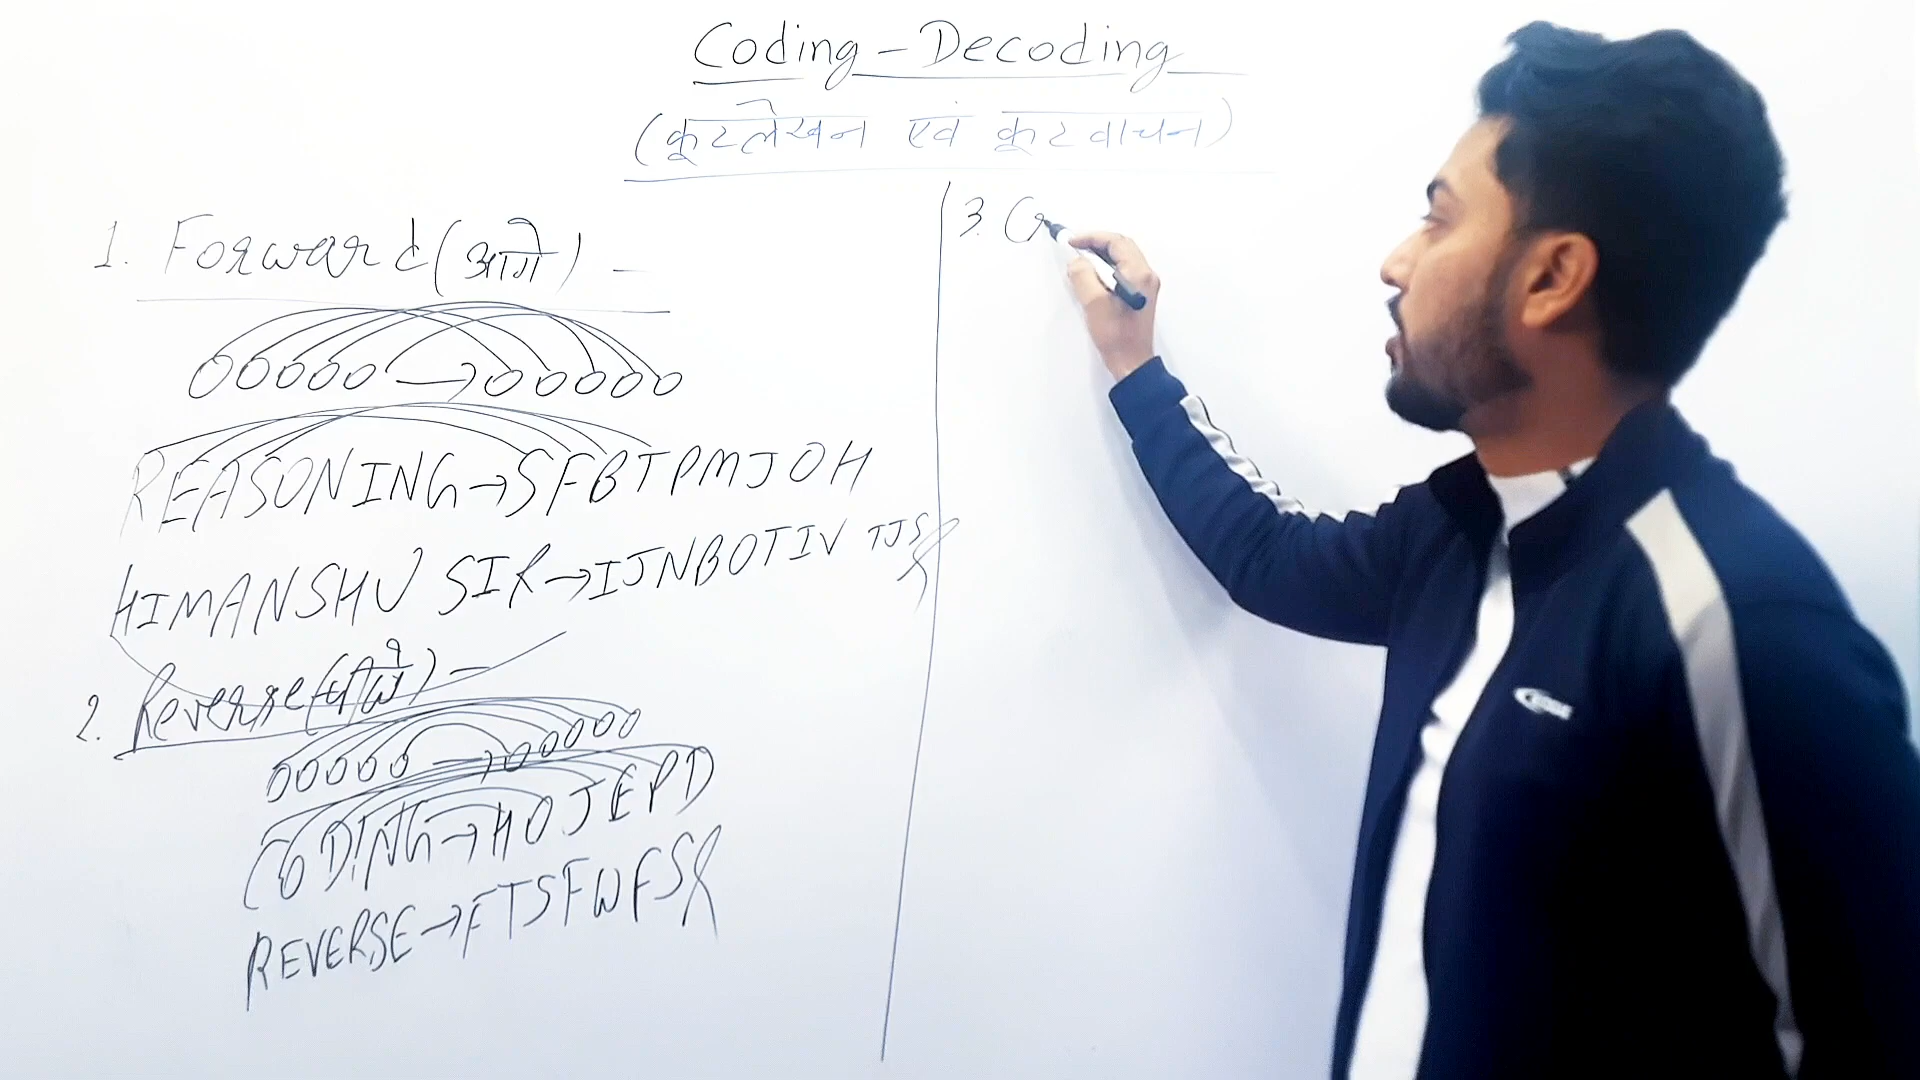 Coding - Decoding
(कूटलेखन एवं कूटवाचन)
1. Forward (आगे) -
OOOOO → OOOOO
REASONING → SFBTPMJOH
HIMANSHU SIR → IJNBOTIV TJS
2. Reverse (पीछे) -
OOOOO → OOOOO
CODING → HOJEPD
REVERSE → FTSFWFS
3.